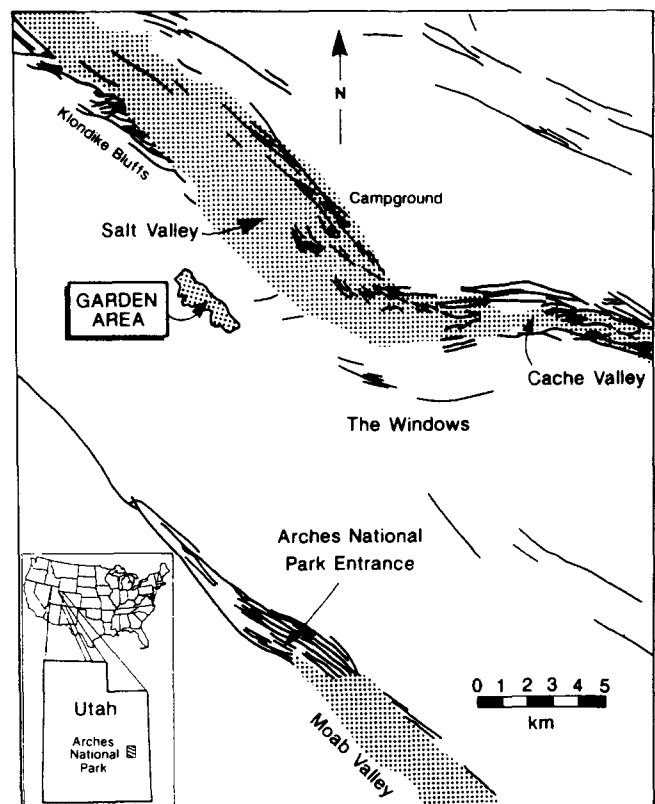 N
Klondike Bluffs
Campground
Salt Valley
GARDEN
AREA
Cache Valley
The Windows
Arches National
Park Entrance
0 1 2 3 4 5
km
Utah
Arches
National
Park
Moab Valley